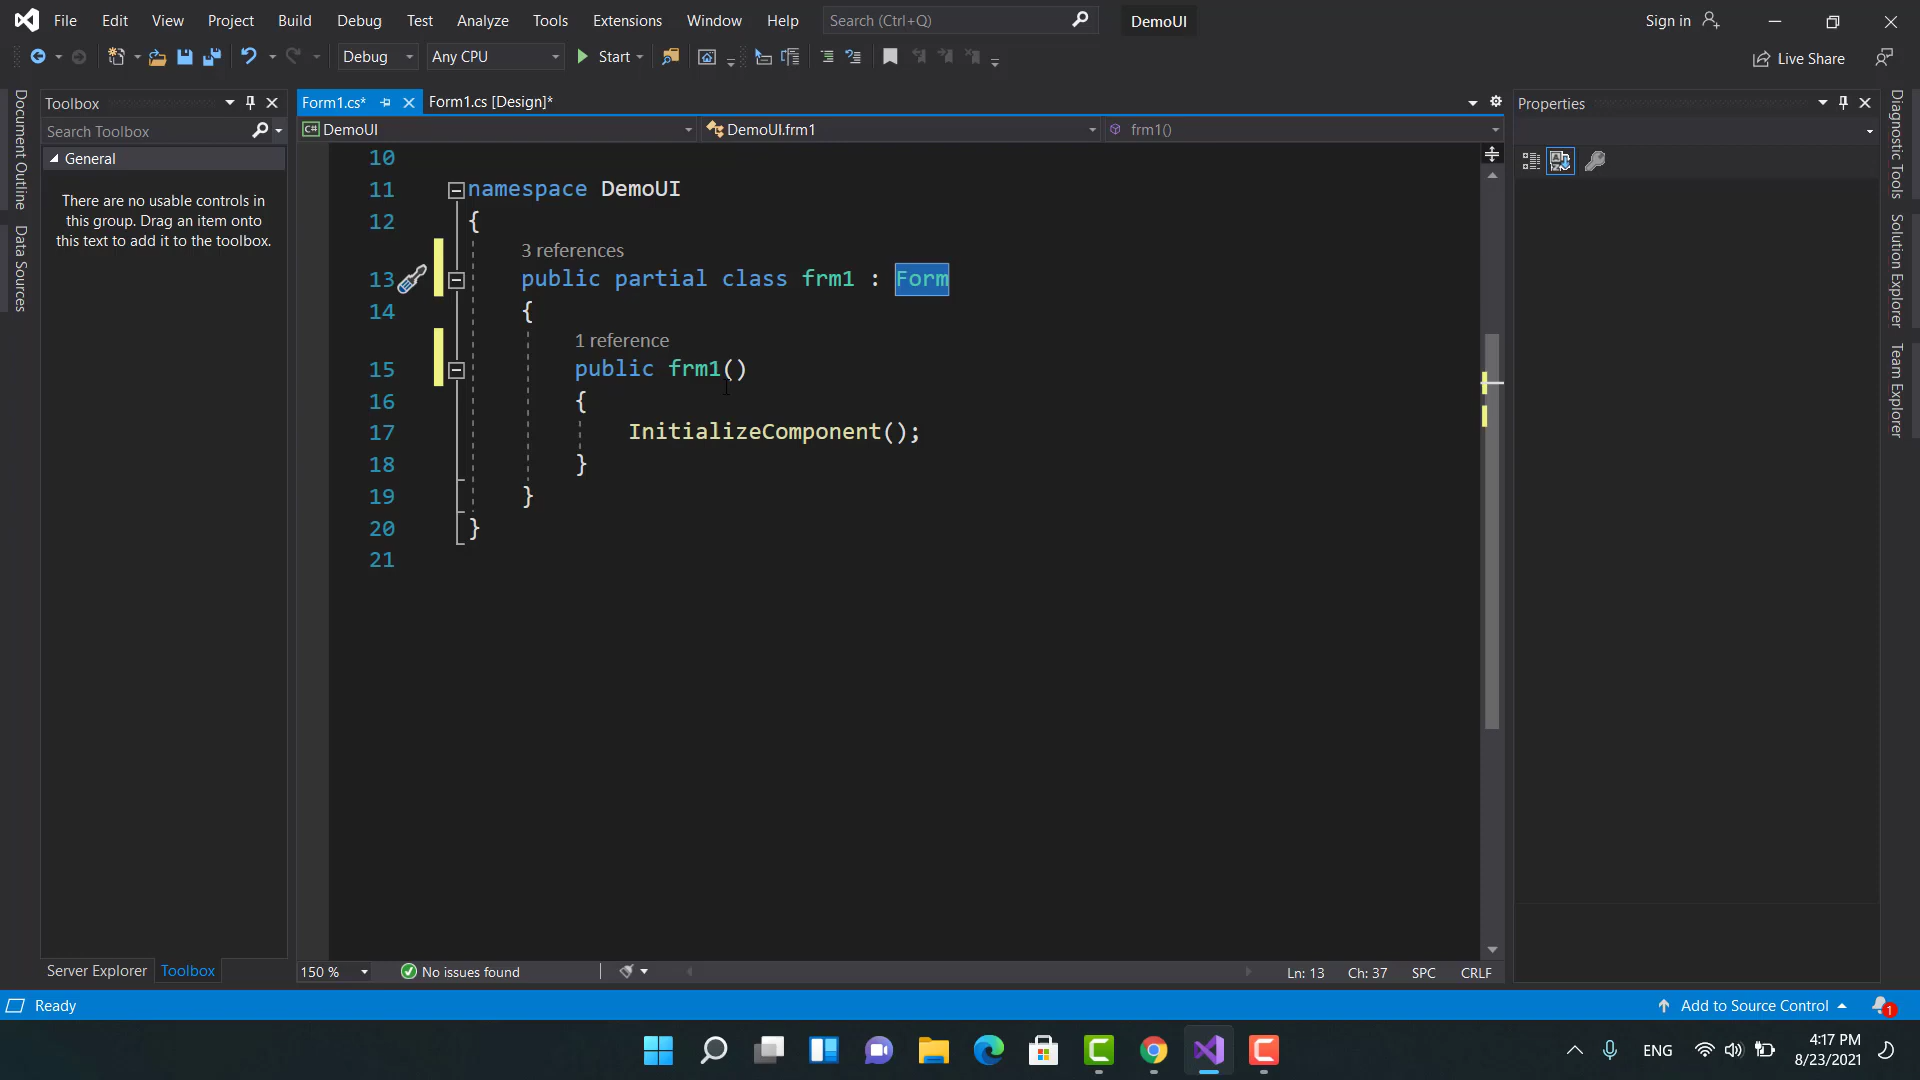 File Edit View Project Build Debug Test Analyze Tools Extensions Window Help Search (Ctrl+Q) DemoUI Sign in
Debug Any CPU Start Live Share
Document Outline
Data Sources
Toolbox
Search Toolbox
General
There are no usable controls in
this group. Drag an item onto
this text to add it to the toolbox.
Server Explorer Toolbox
Form1.cs* Form1.cs [Design]*
DemoUI DemoUI.frm1 frm1()
10
11 namespace DemoUI
12 {
3 references
13 public partial class frm1 : Form
14 {
1 reference
15 public frm1()
16 {
17 InitializeComponent();
18 }
19 }
20 }
21
150 % No issues found Ln: 13 Ch: 37 SPC CRLF
Properties
Diagnostic Tools
Solution Explorer
Team Explorer
Ready Add to Source Control 1
ENG 4:17 PM
8/23/2021